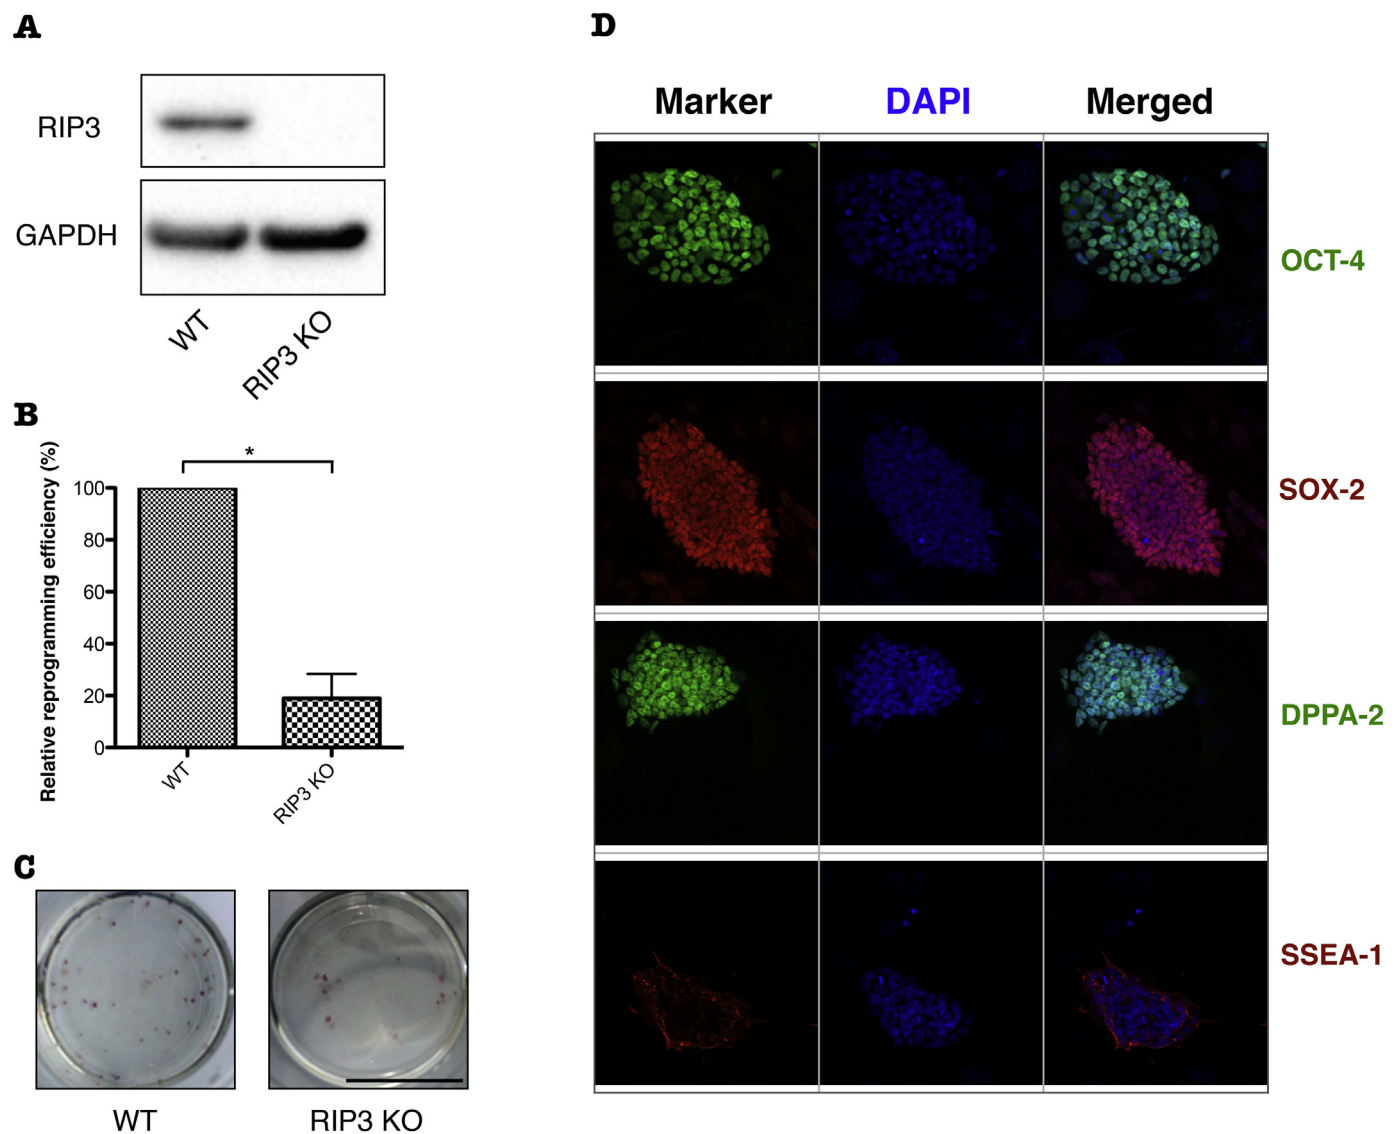 A
RIP3
GAPDH
WT
RIP3 KO
B
*
Relative reprogramming efficiency (%)
100
80
60
40
20
0
WT
RIP3 KO
C
WT
RIP3 KO
D
Marker
DAPI
Merged
OCT-4
SOX-2
DPPA-2
SSEA-1